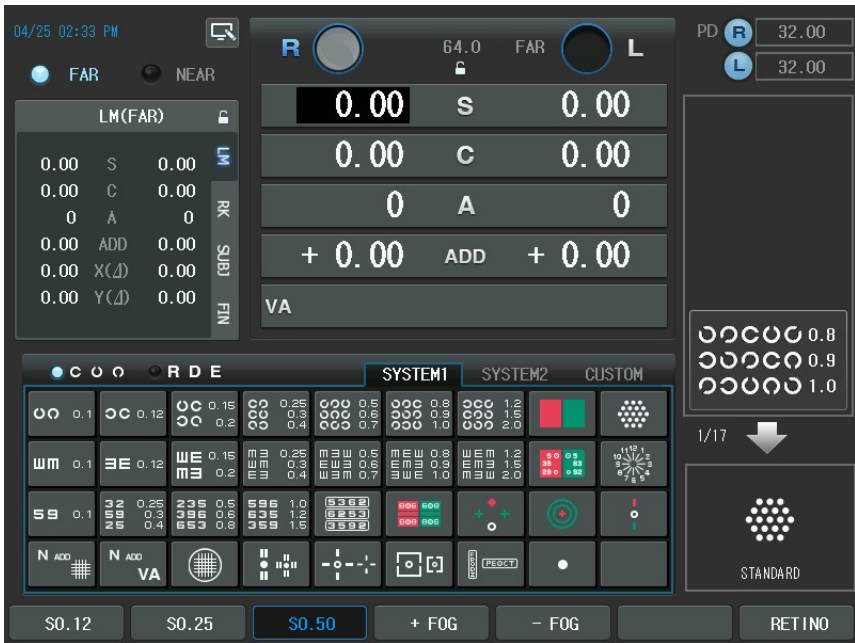 04/25 02:33 PM
FAR NEAR
LM(FAR)
0.00 S 0.00
0.00 C 0.00
0 A 0
0.00 ADD 0.00
0.00 X(Δ) 0.00
0.00 Y(Δ) 0.00
LM
RK
SUBJ
FIN
R 64.0 FAR L
0.00 S 0.00
0.00 C 0.00
0 A 0
+ 0.00 ADD + 0.00
VA
PD R 32.00
L 32.00
0.8
0.9
1.0
1/17
STANDARD
C U O R D E
SYSTEM1 SYSTEM2 CUSTOM
0.1
0.12
0.15
0.2
0.25
0.3
0.4
0.5
0.6
0.7
0.8
0.9
1.0
1.2
1.5
2.0
0.1
0.12
0.15
0.2
0.25
0.3
0.4
0.5
0.6
0.7
0.8
0.9
1.0
1.2
1.5
2.0
59 0.1
32 0.25
59 0.3
25 0.4
235 0.5
396 0.6
653 0.8
596 1.0
635 1.2
359 1.5
5362
6253
3592
N ADD
N ADD
VA
PEOCT
S0.12 S0.25 S0.50 + FOG - FOG RETINO